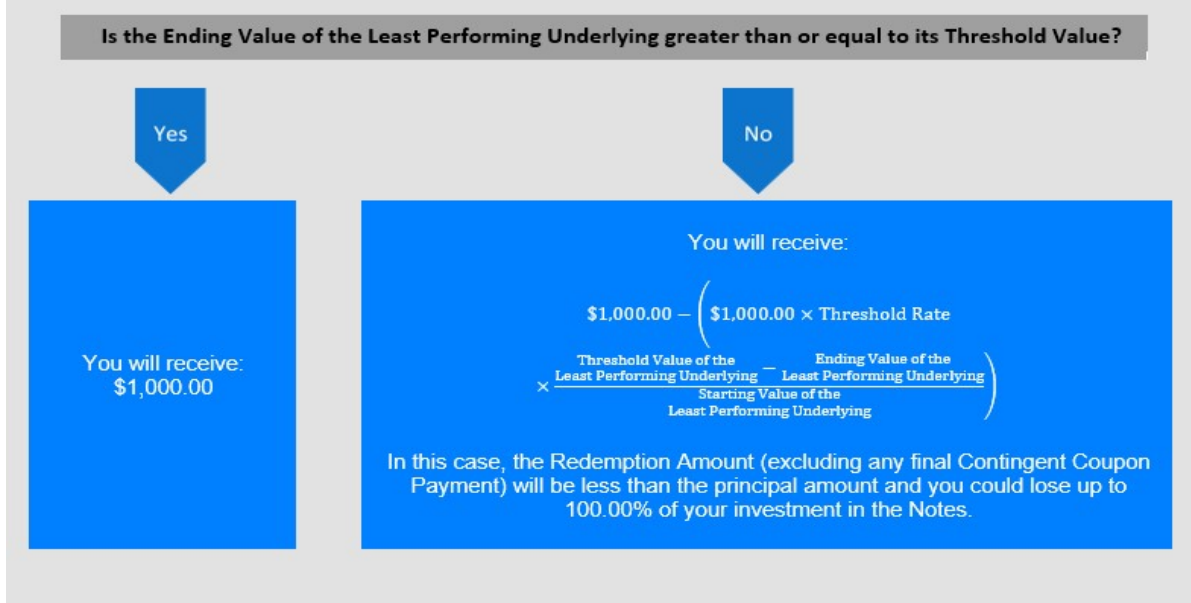 Is the Ending Value of the Least Performing Underlying greater than or equal to its Threshold Value?
Yes
No
You will receive:
$1,000.00
You will receive:
$1,000.00 − ( $1,000.00 × Threshold Rate
Threshold Value of the
Least Performing Underlying
−
Ending Value of the
Least Performing Underlying
×
Starting Value of the
Least Performing Underlying
)
In this case, the Redemption Amount (excluding any final Contingent Coupon
Payment) will be less than the principal amount and you could lose up to
100.00% of your investment in the Notes.